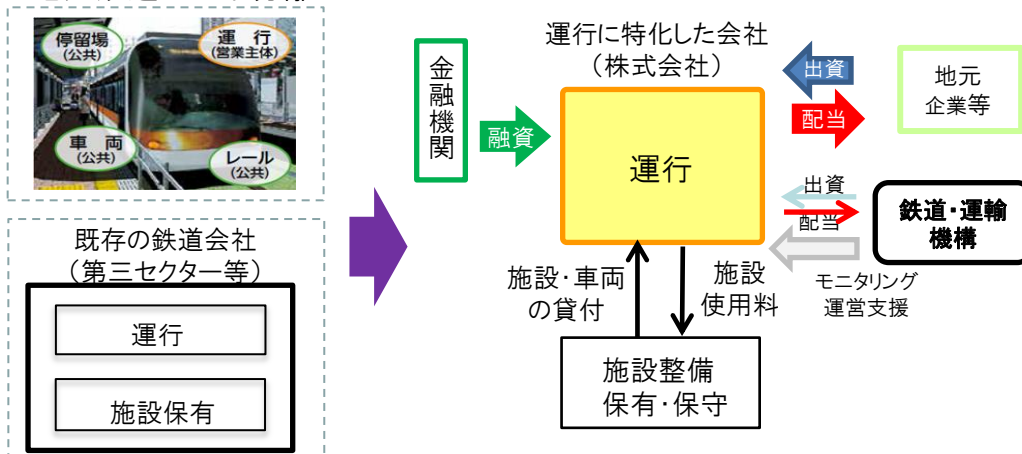 停留場
(公共)
運 行
(営業主体)
車 両
(公共)
レール
(公共)
既存の鉄道会社
(第三セクター等)
運行
施設保有
金融機関
融資
運行に特化した会社
(株式会社)
運行
出資
配当
地元
企業等
出資
配当
鉄道・運輸
機構
モニタリング
運営支援
施設・車両
の貸付
施設
使用料
施設整備
保有・保守